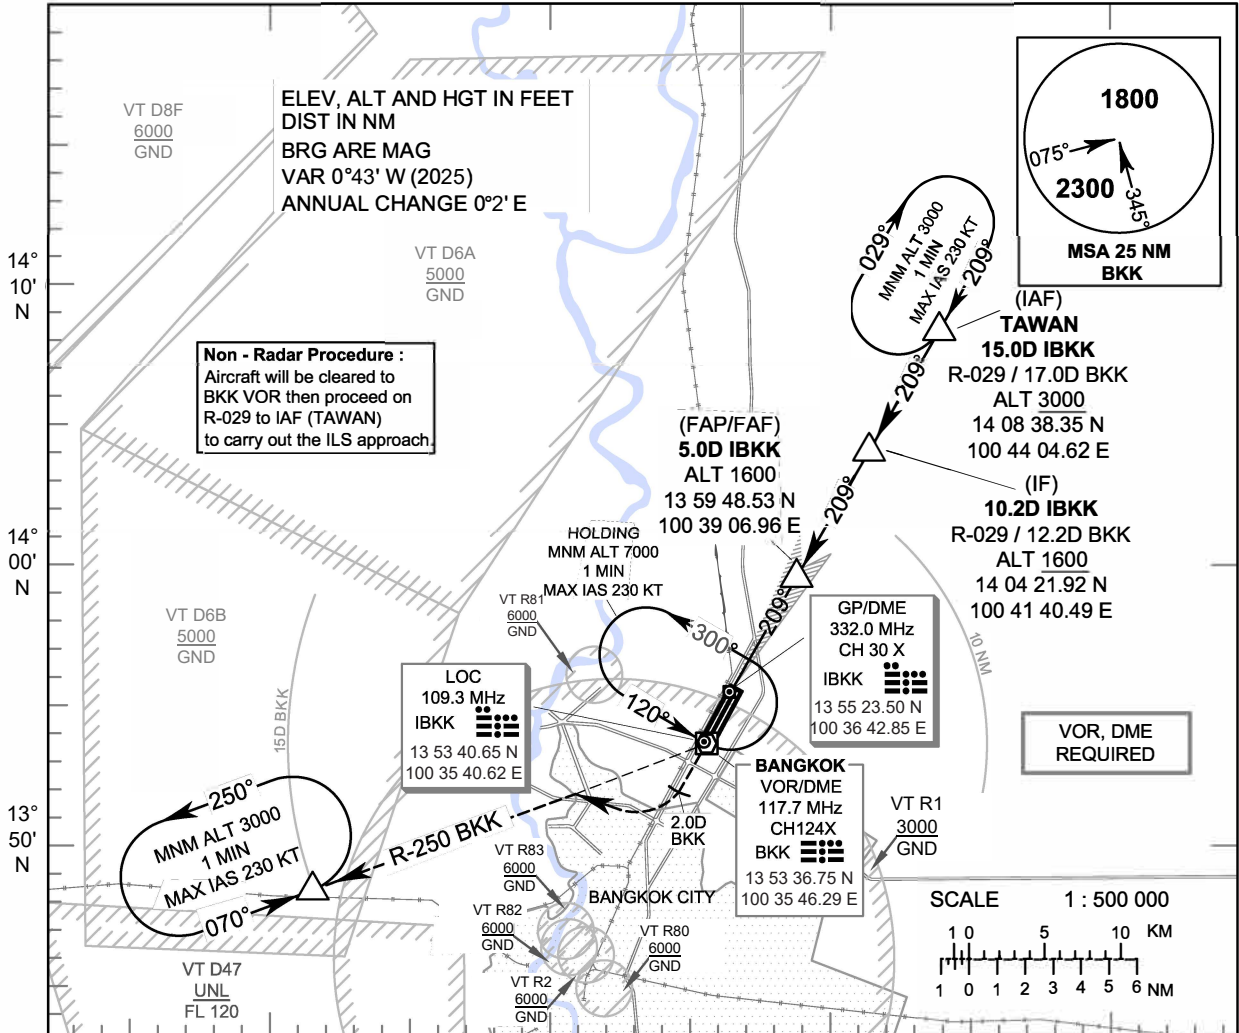 VT D8F
6000
GND
ELEV, ALT AND HGT IN FEET
DIST IN NM
BRG ARE MAG
VAR 0°43' W (2025)
ANNUAL CHANGE 0°2' E
1800
075°
2300
345°
MSA 25 NM
BKK
VT D6A
5000
GND
14°
10'
N
029°
MNM ALT 3000
1 MIN
MAX IAS 230 KT
209°
(IAF)
TAWAN
15.0D IBKK
R-029 / 17.0D BKK
ALT 3000
14 08 38.35 N
100 44 04.62 E
209°
Non - Radar Procedure :
Aircraft will be cleared to
BKK VOR then proceed on
R-029 to IAF (TAWAN)
to carry out the ILS approach.
(FAP/FAF)
5.0D IBKK
ALT 1600
13 59 48.53 N
100 39 06.96 E
209°
(IF)
10.2D IBKK
R-029 / 12.2D BKK
ALT 1600
14 04 21.92 N
100 41 40.49 E
14°
00'
N
HOLDING
MNM ALT 7000
1 MIN
MAX IAS 230 KT
VT R81
6000
GND
VT D6B
5000
GND
300°
120°
209°
GP/DME
332.0 MHz
CH 30 X
IBKK
13 55 23.50 N
100 36 42.85 E
10 NM
LOC
109.3 MHz
IBKK
13 53 40.65 N
100 35 40.62 E
15D BKK
VOR, DME
REQUIRED
BANGKOK
VOR/DME
117.7 MHz
CH124X
BKK
13 53 36.75 N
100 35 46.29 E
2.0D
BKK
VT R1
3000
GND
13°
50'
N
250°
MNM ALT 3000
1 MIN
MAX IAS 230 KT
070°
R-250 BKK
VT R83
6000
GND
BANGKOK CITY
VT R82
6000
GND
VT R80
6000
GND
VT R2
6000
GND
VT D47
UNL
FL 120
SCALE 1 : 500 000
1 0 5 10 KM
1 0 1 2 3 4 5 6 NM